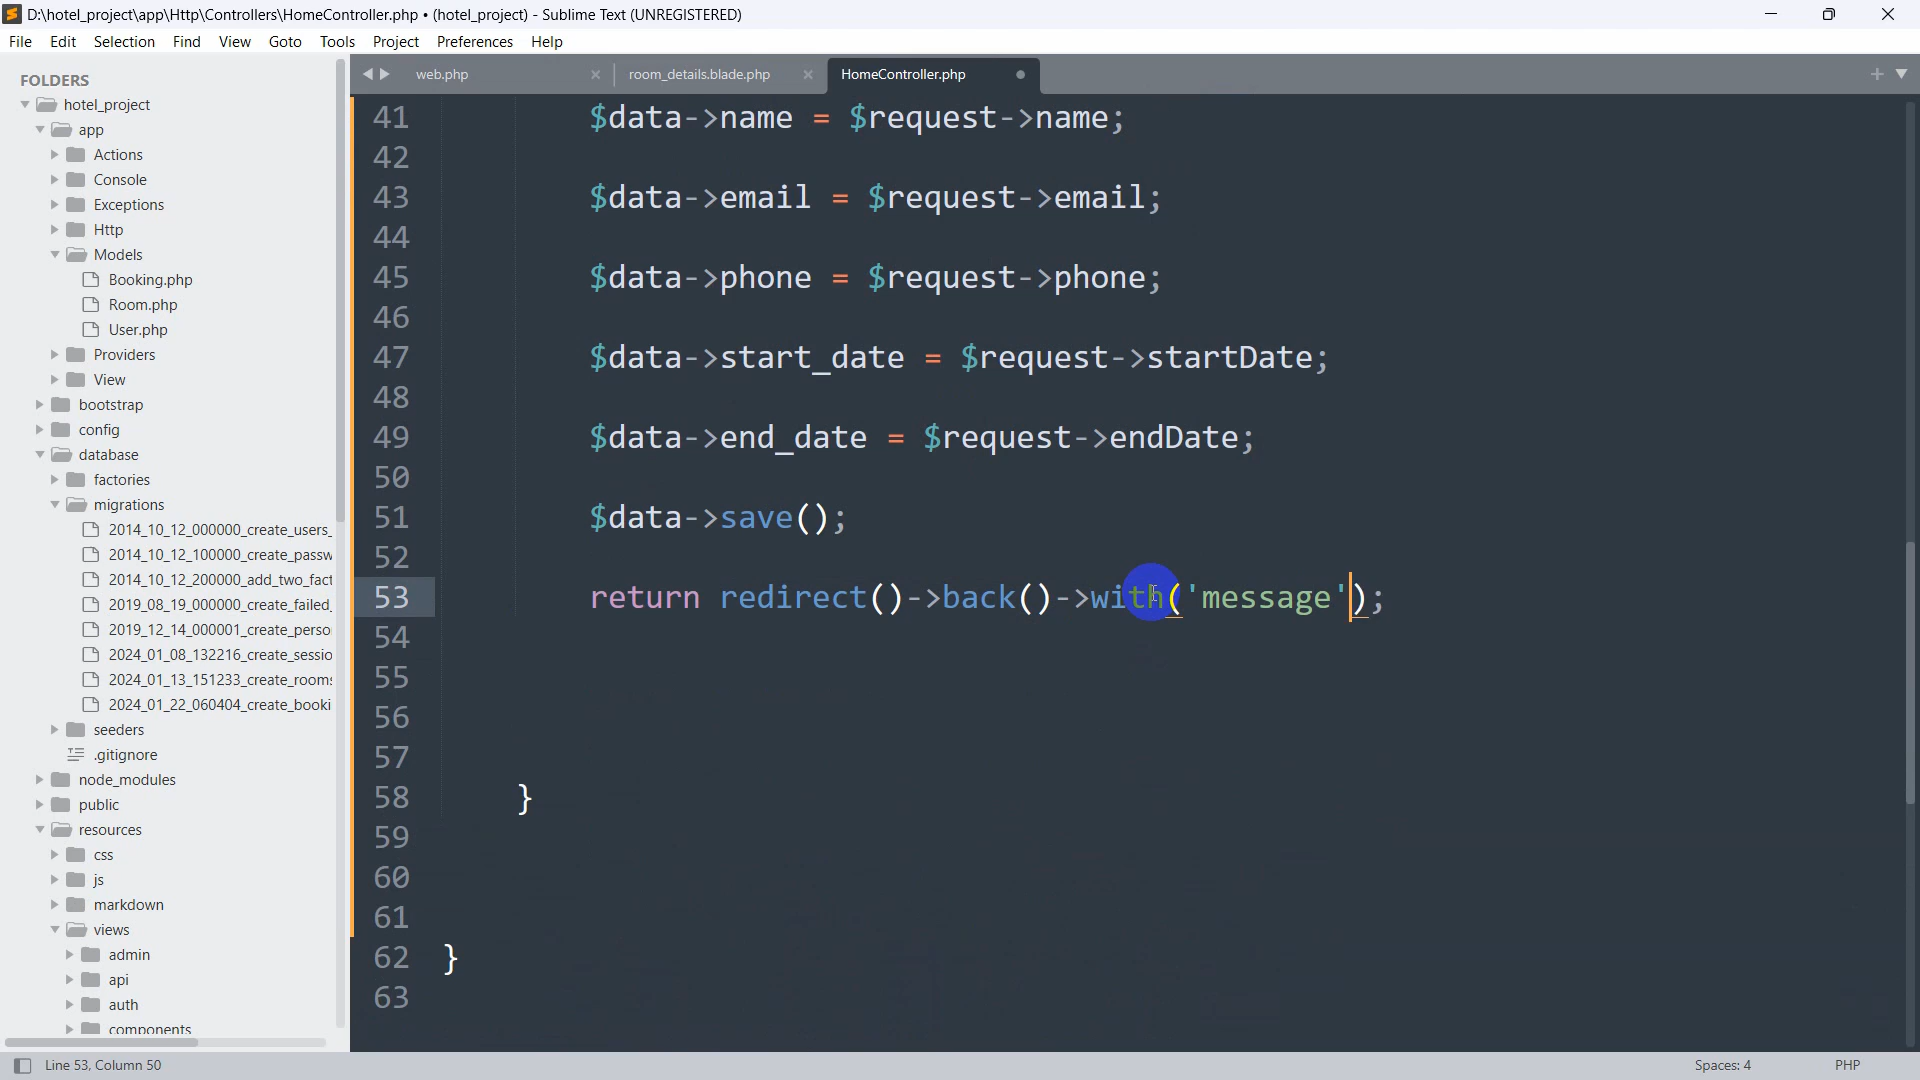 D:\hotel_project\app\Http\Controllers\HomeController.php • (hotel_project) - Sublime Text (UNREGISTERED)
File Edit Selection Find View Goto Tools Project Preferences Help
FOLDERS
hotel_project
app
Actions
Console
Exceptions
Http
Models
Booking.php
Room.php
User.php
Providers
View
bootstrap
config
database
factories
migrations
2014_10_12_000000_create_users_
2014_10_12_100000_create_passw
2014_10_12_200000_add_two_fact
2019_08_19_000000_create_failed_
2019_12_14_000001_create_perso
2024_01_08_132216_create_sessio
2024_01_13_151233_create_rooms
2024_01_22_060404_create_booki
seeders
.gitignore
node_modules
public
resources
css
js
markdown
views
admin
api
auth
components
web.php room_details.blade.php HomeController.php
41 $data->name = $request->name;
42
43 $data->email = $request->email;
44
45 $data->phone = $request->phone;
46
47 $data->start_date = $request->startDate;
48
49 $data->end_date = $request->endDate;
50
51 $data->save();
52
53 return redirect()->back()->with('message');
54
55
56
57
58 }
59
60
61
62 }
63
Line 53, Column 50 Spaces: 4 PHP